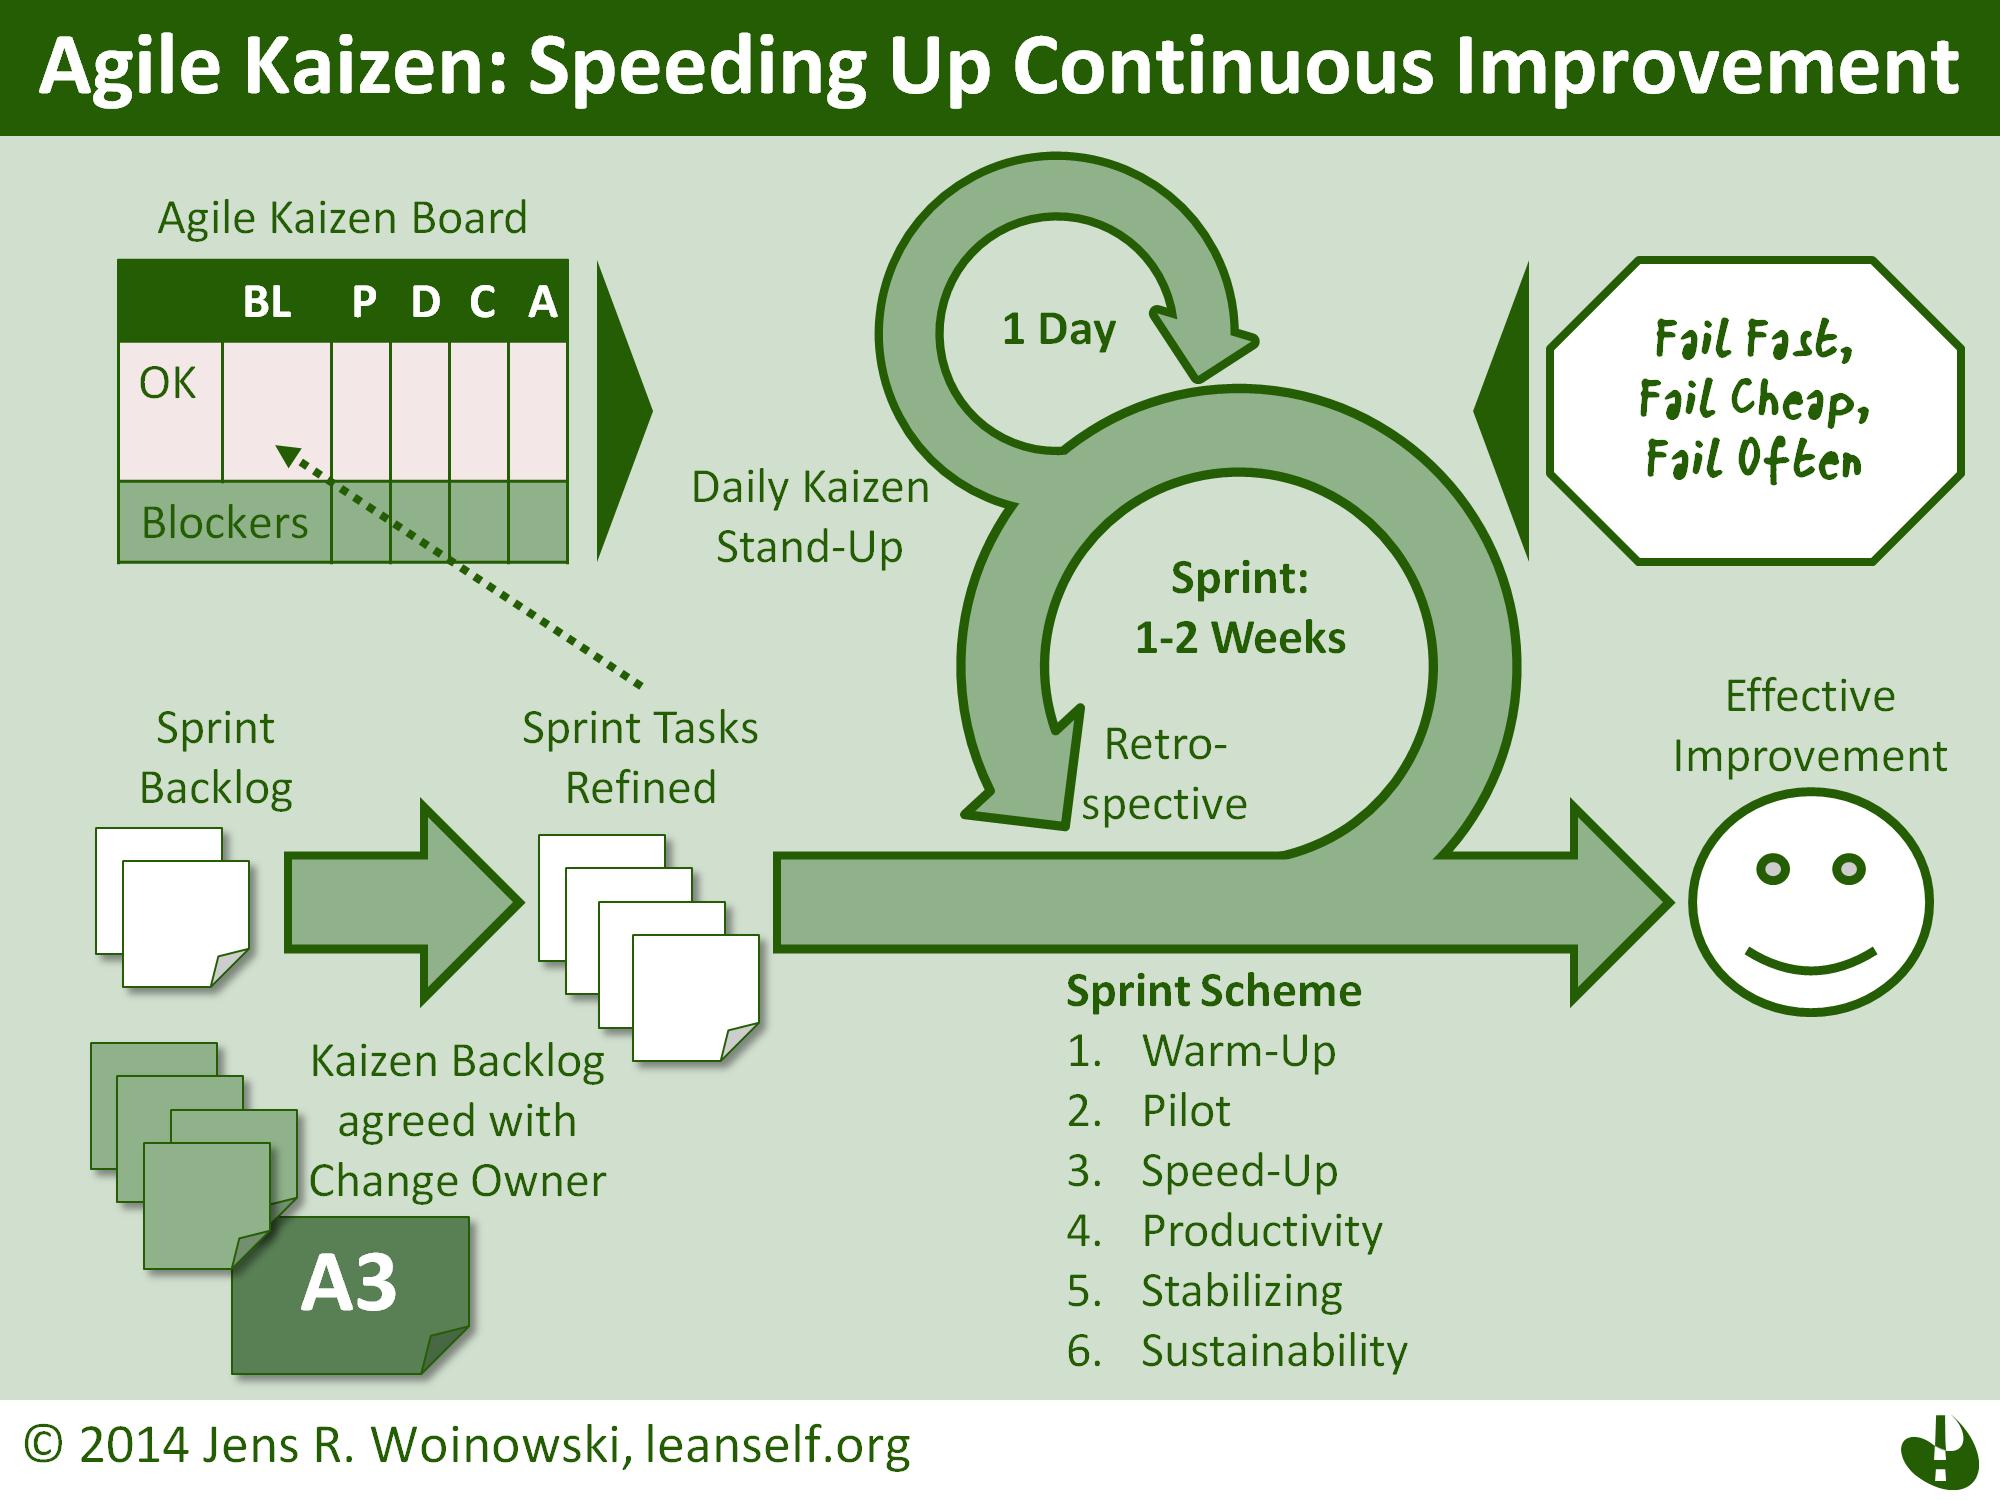 Agile Kaizen: Speeding Up Continuous Improvement
Agile Kaizen Board
BL P D C A
OK
Blockers
1 Day
Daily Kaizen
Stand-Up
Sprint:
1-2 Weeks
Retro-
spective
Fail Fast,
Fail Cheap,
Fail Often
Sprint
Backlog
Sprint Tasks
Refined
Effective
Improvement
Kaizen Backlog
agreed with
Change Owner
A3
Sprint Scheme
1. Warm-Up
2. Pilot
3. Speed-Up
4. Productivity
5. Stabilizing
6. Sustainability
© 2014 Jens R. Woinowski, leanself.org